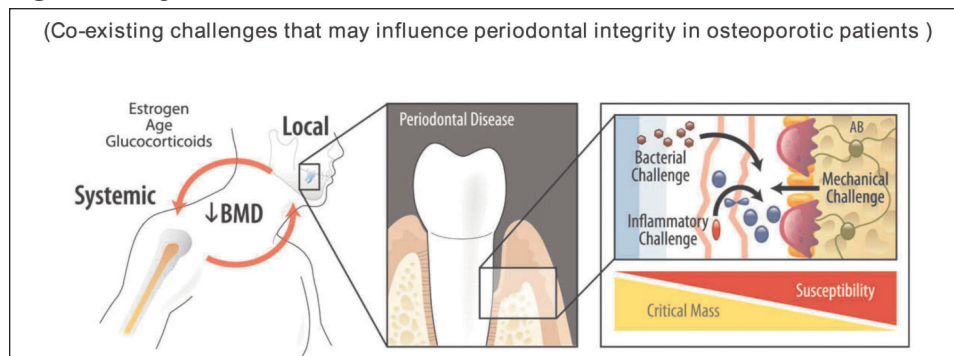 (Co-existing challenges that may influence periodontal integrity in osteoporotic patients )
Estrogen
Age
Glucocorticoids
Local
Systemic
↓BMD
Periodontal Disease
Bacterial
Challenge
AB
Mechanical
Challenge
Inflammatory
Challenge
Susceptibility
Critical Mass